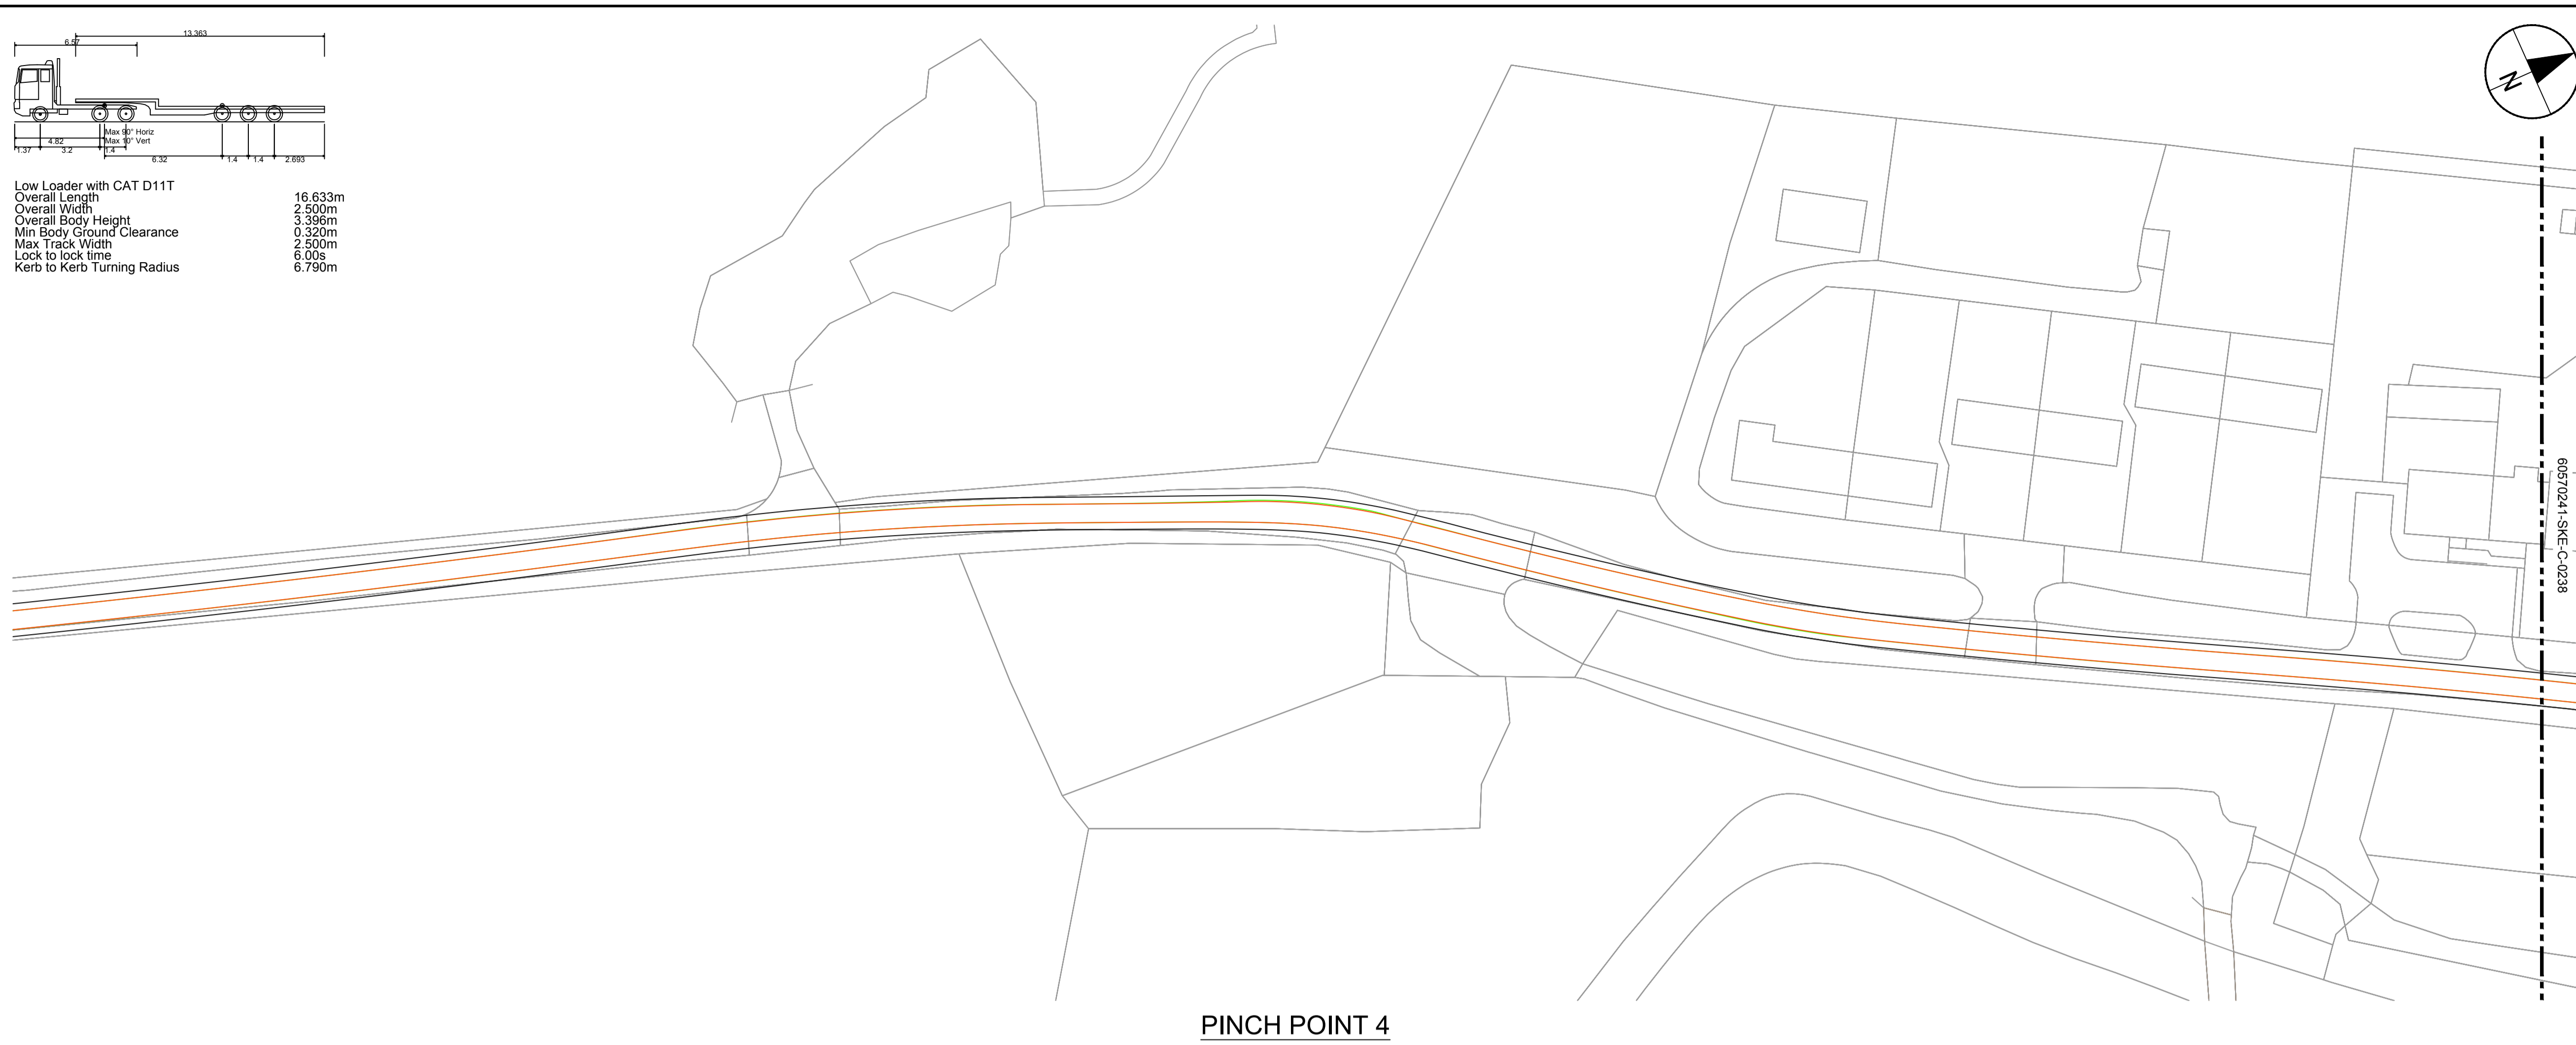 13.363
6.57
Max 90° Horiz
4.82
Max 10° Vert
1.37
3.2
1.4
6.32
1.4
1.4
2.693
Low Loader with CAT D11T
Overall Length 16.633m
Overall Width 2.500m
Overall Body Height 3.396m
Min Body Ground Clearance 0.320m
Max Track Width 2.500m
Lock to lock time 6.00s
Kerb to Kerb Turning Radius 6.790m
N
60570241-SKE-C-0238
PINCH POINT 4